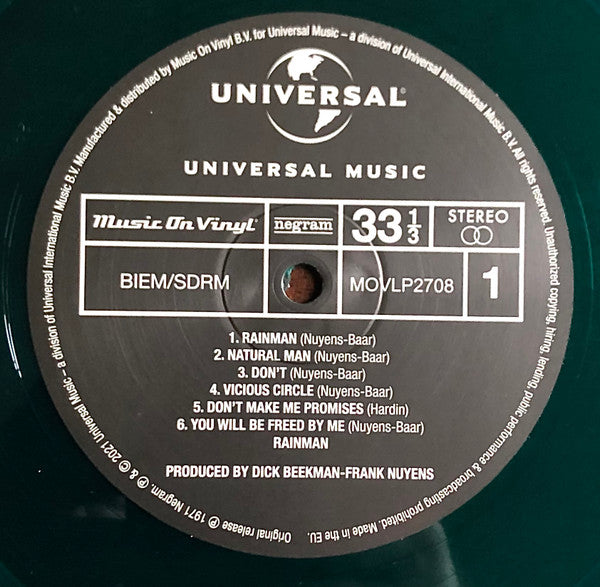 Manufactured & distributed by Music On Vinyl B.V. for Universal Music – a division of Universal International Music B.V. All rights reserved. Unauthorized copying, hiring, lending, public performance & broadcasting prohibited. Made in the EU.
Original release ℗ 1971 Negram. ℗ & © 2021 Universal Music – a division of Universal International Music B.V.
UNIVERSAL
UNIVERSAL MUSIC
Music On Vinyl
negram
33 1/3
STEREO
BIEM/SDRM
MOVLP2708
1
1. RAINMAN (Nuyens-Baar)
2. NATURAL MAN (Nuyens-Baar)
3. DON'T (Nuyens-Baar)
4. VICIOUS CIRCLE (Nuyens-Baar)
5. DON'T MAKE ME PROMISES (Hardin)
6. YOU WILL BE FREED BY ME (Nuyens-Baar)
RAINMAN
PRODUCED BY DICK BEEKMAN-FRANK NUYENS